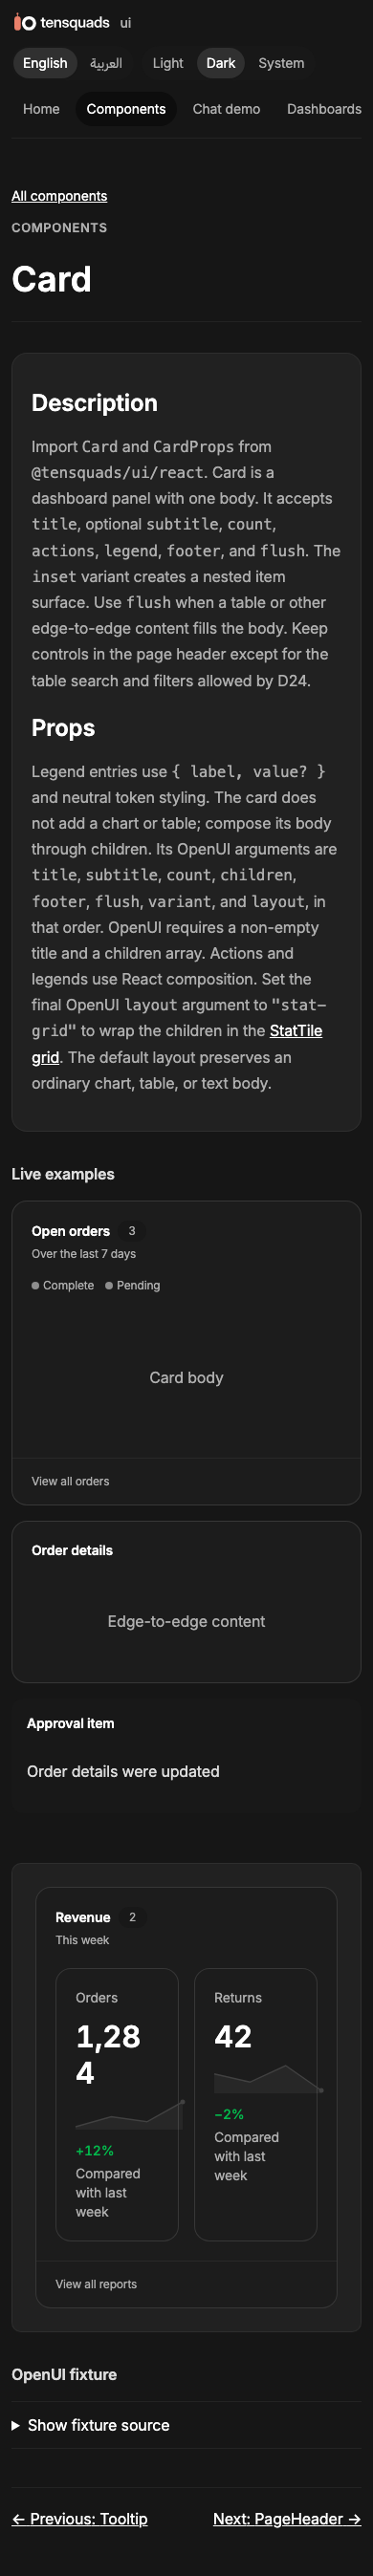 tensquads ui
English العربية Light Dark System
Home Components Chat demo Dashboards
All components
COMPONENTS
Card
Description
Import Card and CardProps from
@tensquads/ui/react. Card is a
dashboard panel with one body. It accepts
title, optional subtitle, count,
actions, legend, footer, and flush. The
inset variant creates a nested item
surface. Use flush when a table or other
edge-to-edge content fills the body. Keep
controls in the page header except for the
table search and filters allowed by D24.
Props
Legend entries use { label, value? }
and neutral token styling. The card does
not add a chart or table; compose its body
through children. Its OpenUI arguments are
title, subtitle, count, children,
footer, flush, variant, and layout, in
that order. OpenUI requires a non-empty
title and a children array. Actions and
legends use React composition. Set the
final OpenUI layout argument to "stat-
grid" to wrap the children in the StatTile
grid. The default layout preserves an
ordinary chart, table, or text body.
Live examples
Open orders 3
Over the last 7 days
Complete Pending
Card body
View all orders
Order details
Edge-to-edge content
Approval item
Order details were updated
Revenue 2
This week
Orders
1,28
4
+12%
Compared
with last
week
Returns
42
−2%
Compared
with last
week
View all reports
OpenUI fixture
Show fixture source
← Previous: Tooltip Next: PageHeader →